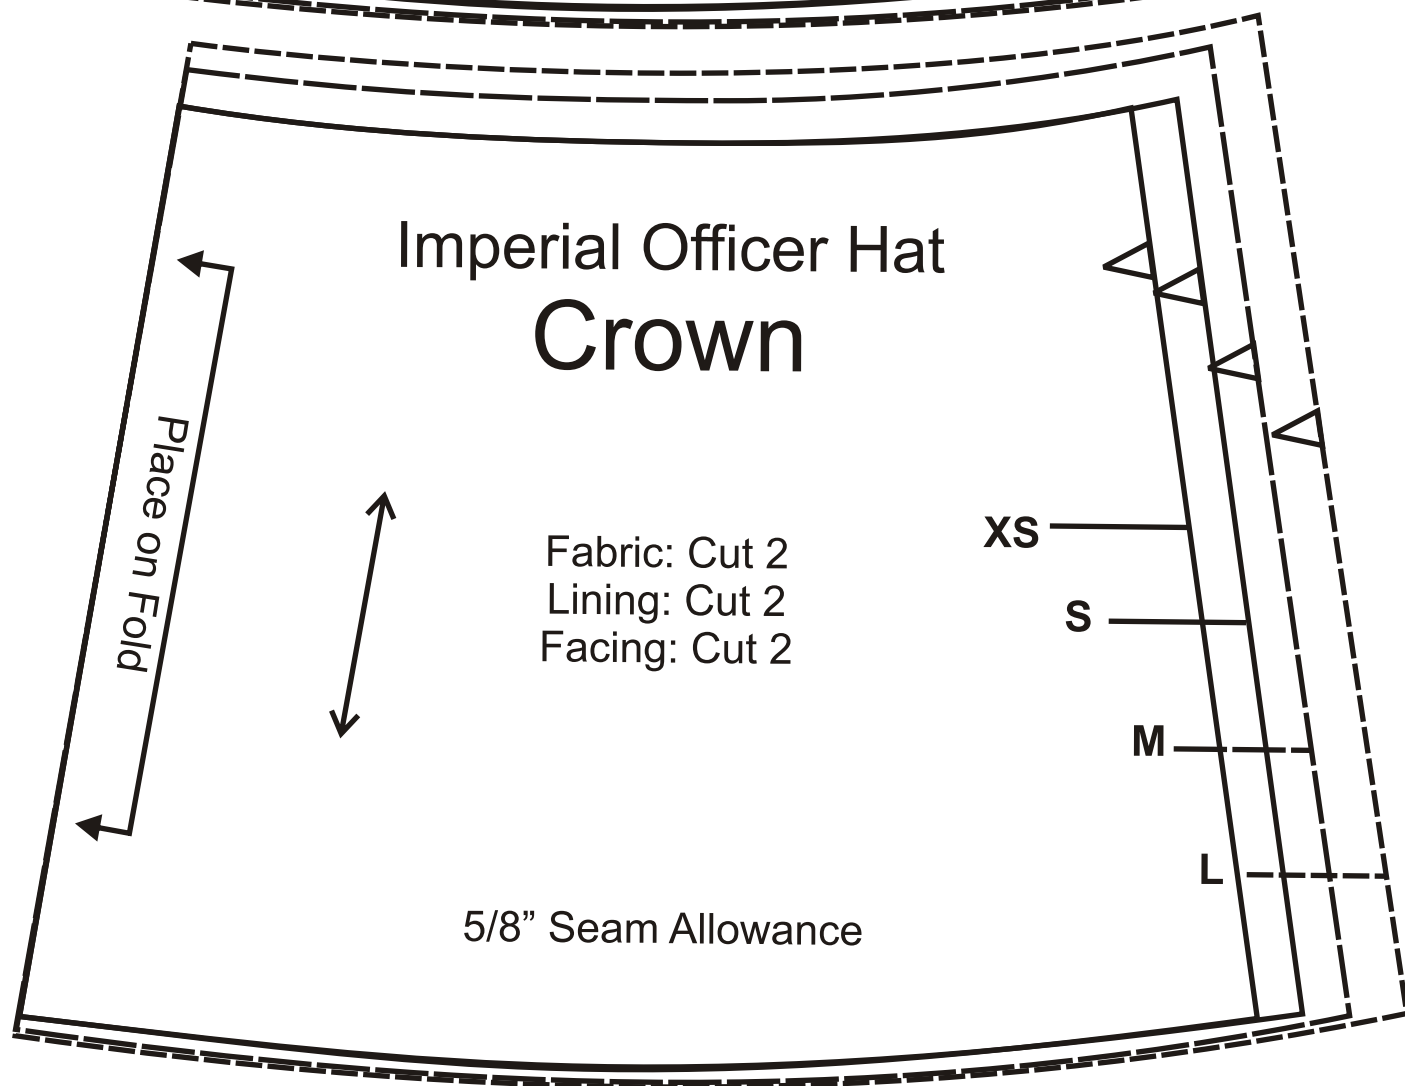 Imperial Officer Hat
Crown
Place on Fold
Fabric: Cut 2
Lining: Cut 2
Facing: Cut 2
XS
S
M
L
5/8” Seam Allowance